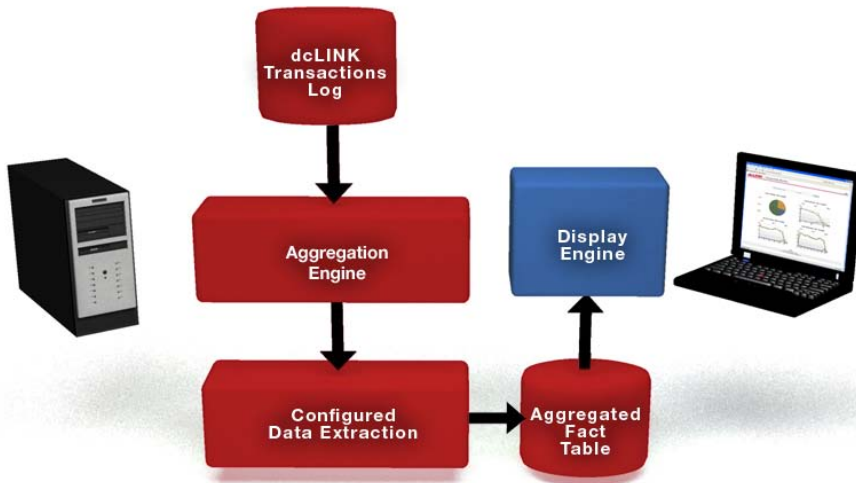 dcLINK
Transactions
Log
Aggregation
Engine
Display
Engine
Configured
Data Extraction
Aggregated
Fact
Table